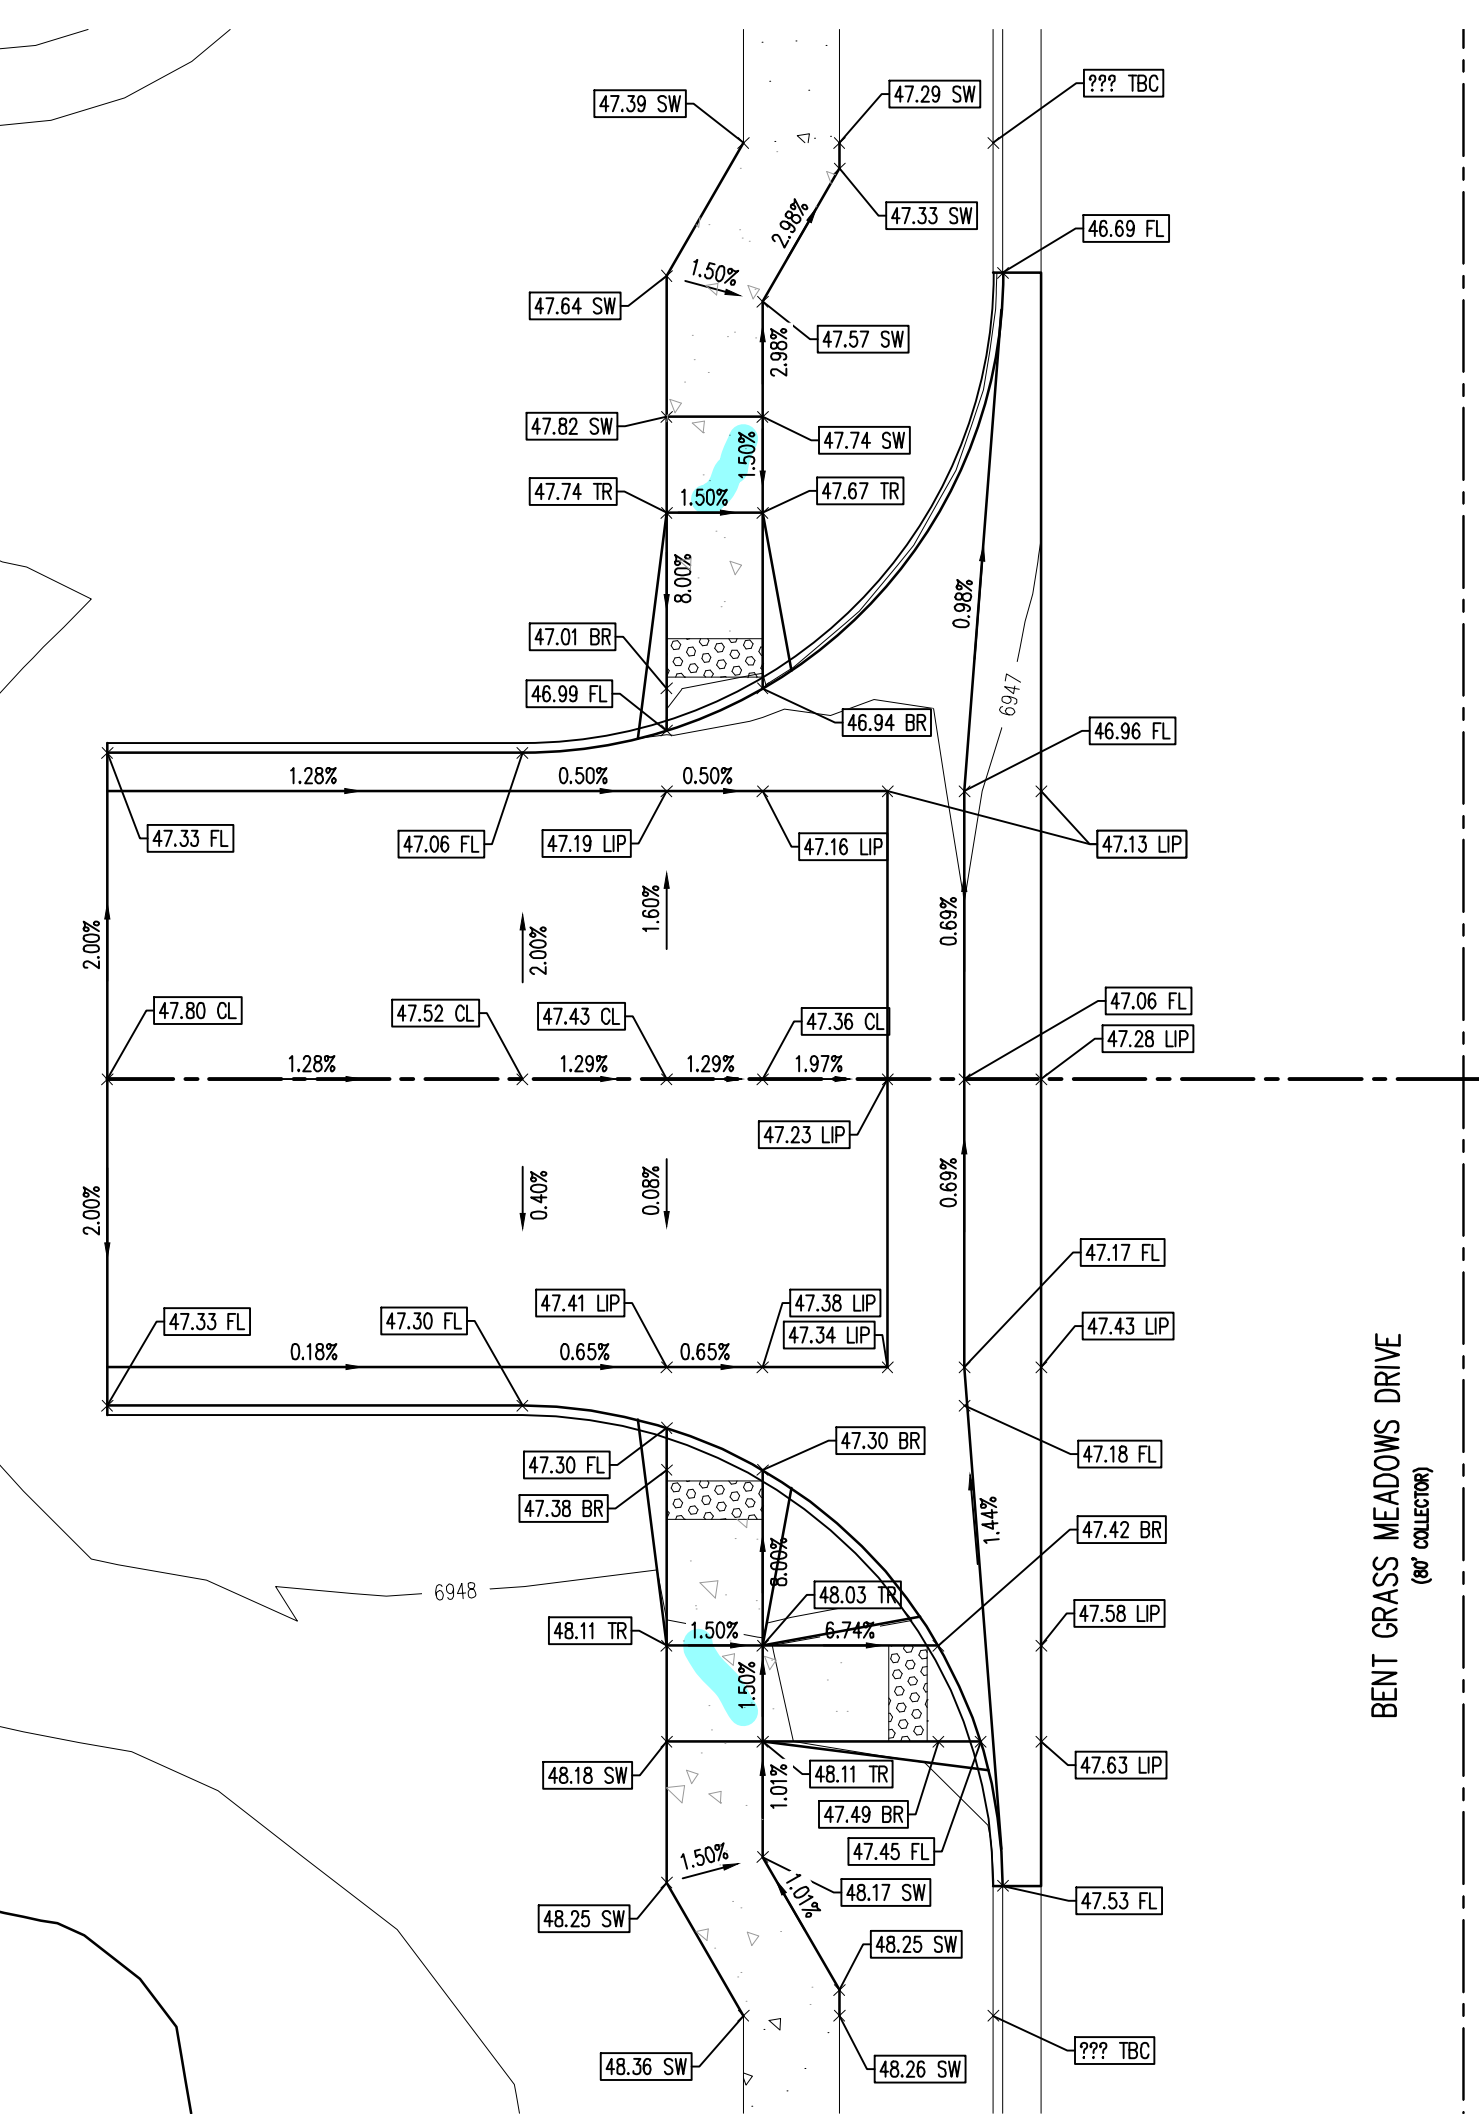 47.39 SW
47.29 SW
??? TBC
47.33 SW
2.98%
46.69 FL
1.50%
47.64 SW
47.57 SW
2.98%
47.82 SW
47.74 SW
1.50%
47.74 TR
1.50%
47.67 TR
8.00%
0.98%
47.01 BR
46.99 FL
46.94 BR
6947
46.96 FL
1.28%
0.50%
0.50%
47.33 FL
47.06 FL
47.19 LIP
47.16 LIP
47.13 LIP
2.00%
2.00%
1.60%
0.69%
47.80 CL
47.52 CL
47.43 CL
47.36 CL
47.06 FL
47.28 LIP
1.28%
1.29%
1.29%
1.97%
47.23 LIP
2.00%
0.40%
0.08%
0.69%
47.17 FL
47.33 FL
47.30 FL
47.41 LIP
47.38 LIP
47.34 LIP
47.43 LIP
0.18%
0.65%
0.65%
47.30 FL
47.30 BR
47.18 FL
47.38 BR
1.44%
47.42 BR
BENT GRASS MEADOWS DRIVE
(80' COLLECTOR)
6948
8.00%
48.03 TR
47.58 LIP
48.11 TR
1.50%
6.74%
1.50%
48.18 SW
1.01%
48.11 TR
47.63 LIP
47.49 BR
47.45 FL
1.50%
1.01%
48.17 SW
47.53 FL
48.25 SW
48.25 SW
48.36 SW
48.26 SW
??? TBC